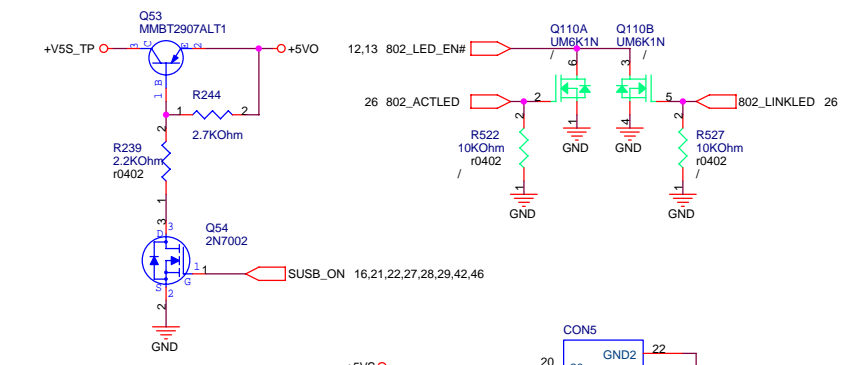 Q53
MMBT2907ALT1
+V5S_TP 3 C E 2 +5VO
B
1
R244
1 2
2.7KOhm
2
R239
2.2KOhm
r0402
1
3
3
D
Q54
2N7002
1 1 SUSB_ON 16,21,22,27,28,29,42,46
G
S
2
2
GND
Q110A Q110B
UM6K1N UM6K1N
12,13 802_LED_EN# / /
6 3
26 802_ACTLED 2 5 802_LINKLED 26
2 1 4 2
R522 GND GND R527
10KOhm 10KOhm
r0402 r0402
/ /
1 1
GND GND
CON5
20 GND2 22